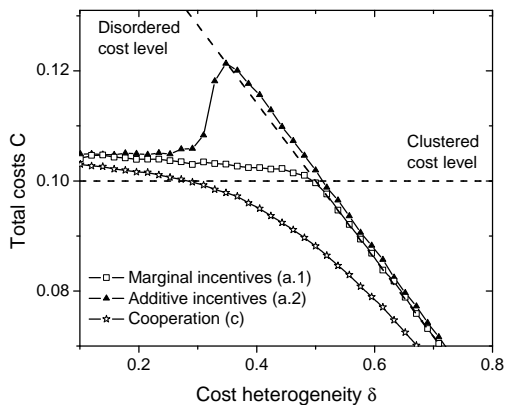 Disordered
cost level
0.12
Clustered
cost level
0.10
Total costs C
Marginal incentives (a.1)
0.08
Additive incentives (a.2)
Cooperation (c)
0.2 0.4 0.6 0.8
Cost heterogeneity δ